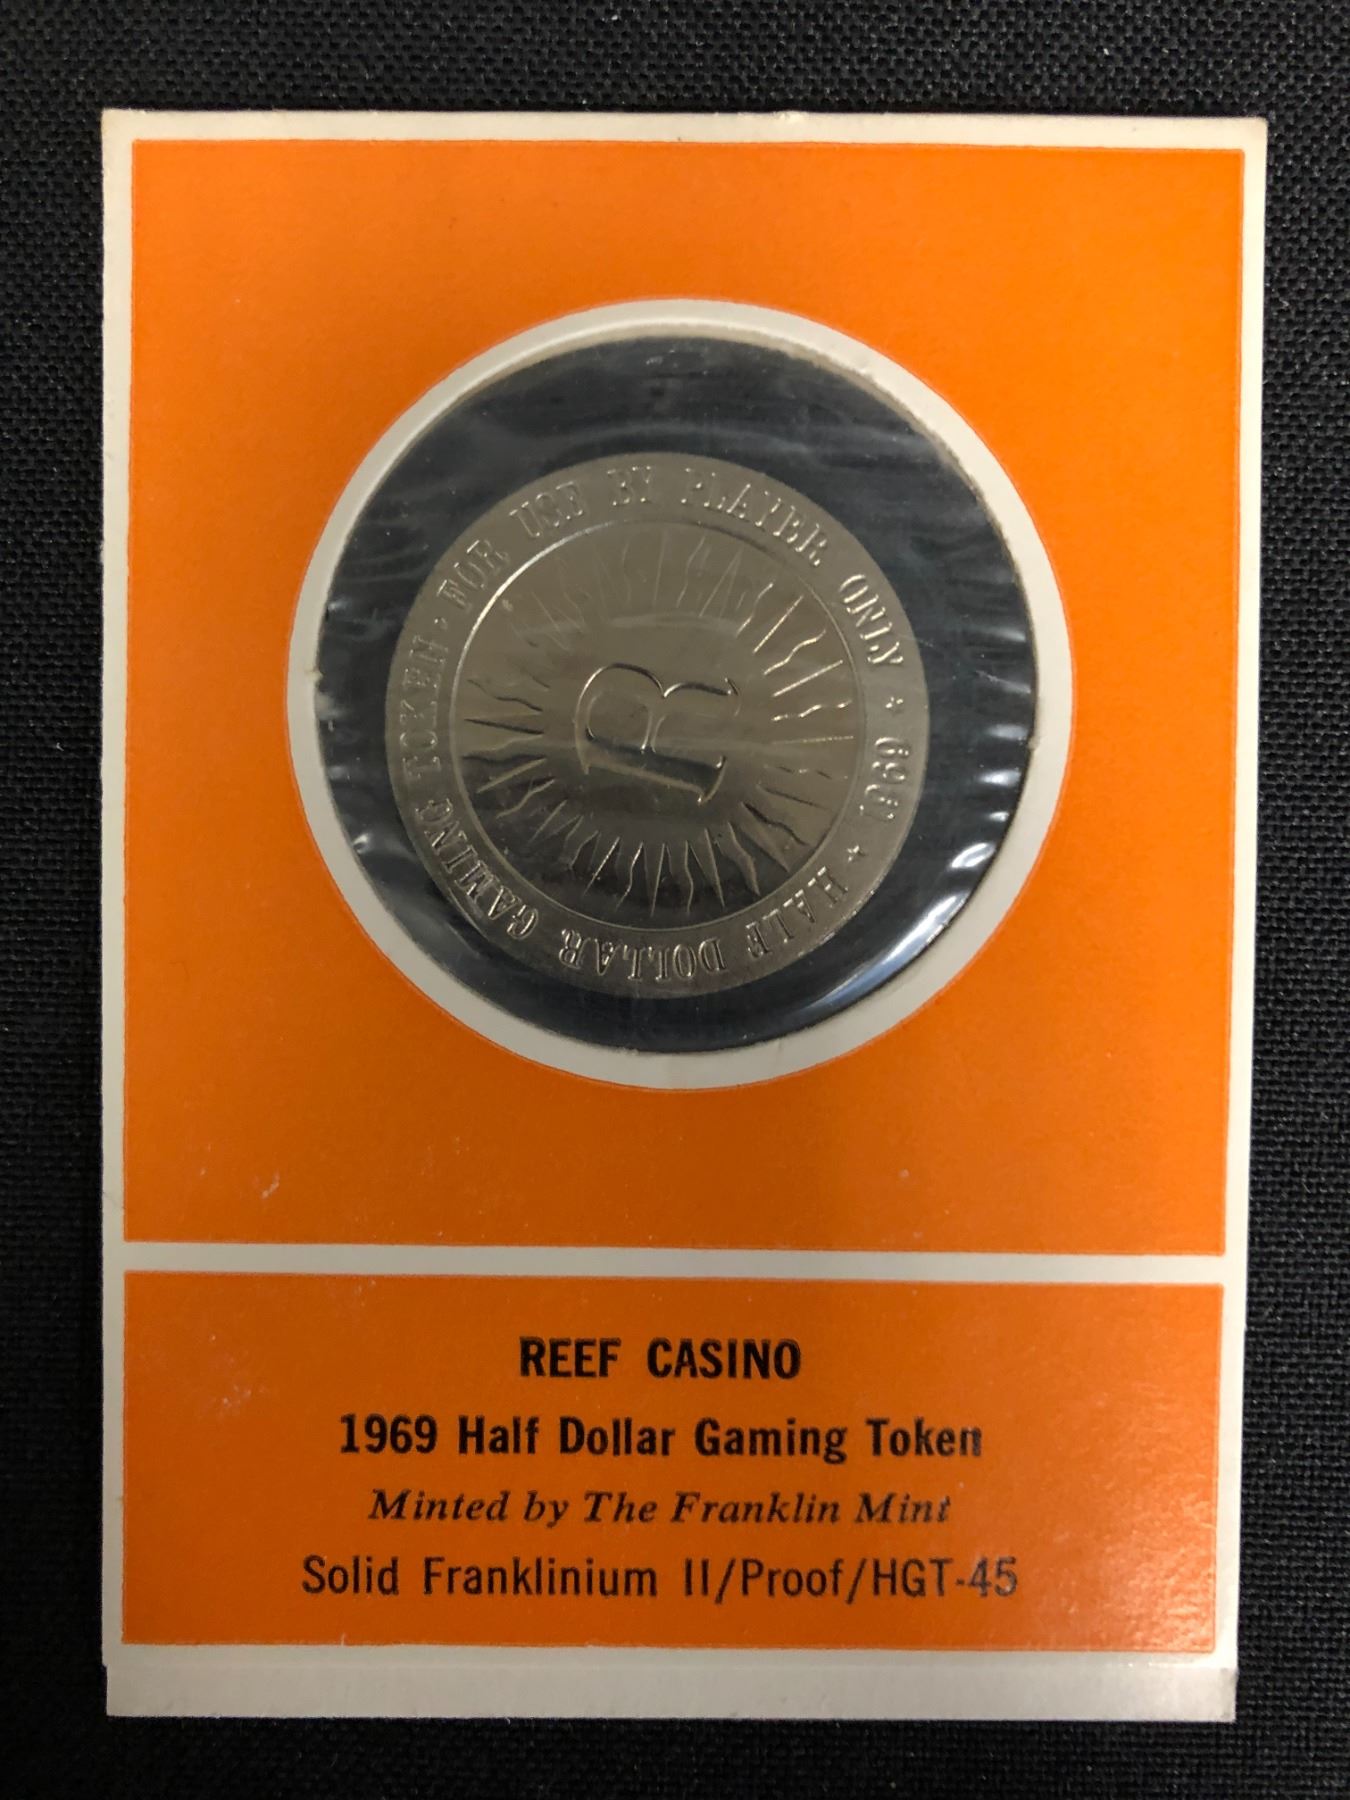 FOR USE BY PLAYER ONLY ★ 1969 ★ HALF DOLLAR GAMING TOKEN •
R
REEF CASINO
1969 Half Dollar Gaming Token
Minted by The Franklin Mint
Solid Franklinium II/Proof/HGT-45